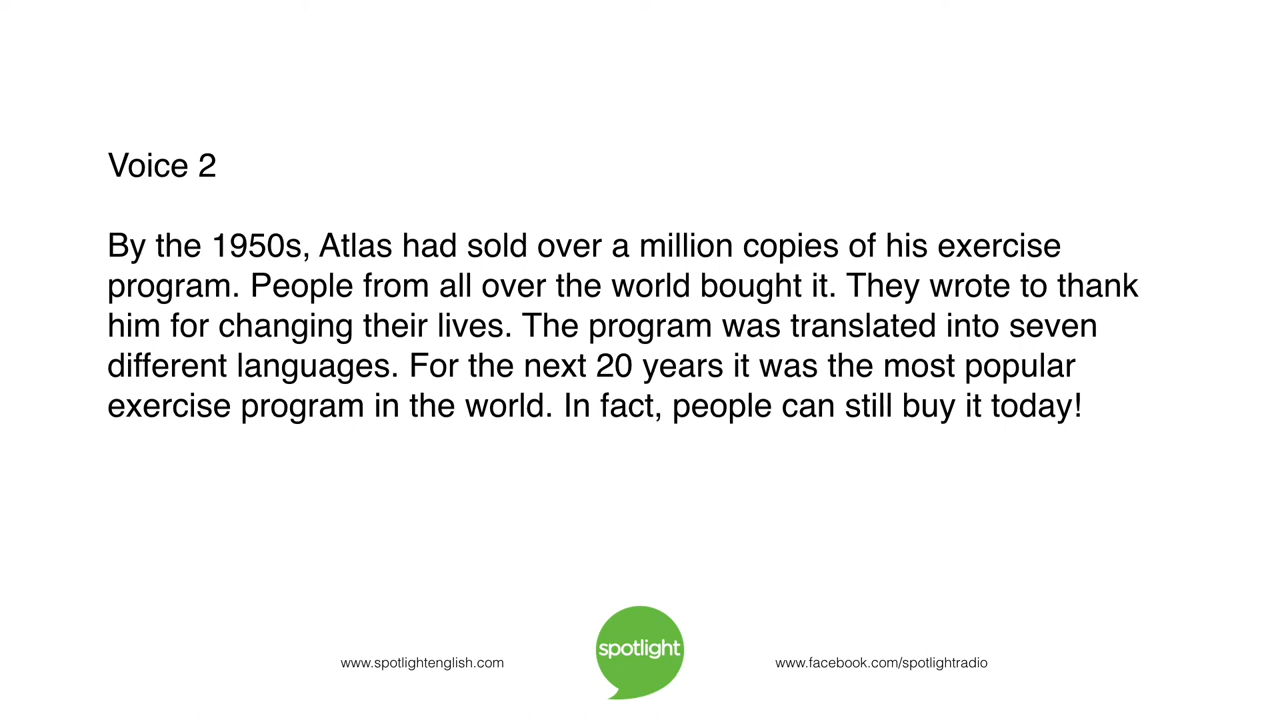 Voice 2
By the 1950s, Atlas had sold over a million copies of his exercise
program. People from all over the world bought it. They wrote to thank
him for changing their lives. The program was translated into seven
different languages. For the next 20 years it was the most popular
exercise program in the world. In fact, people can still buy it today!
www.spotlightenglish.com
spotlight
www.facebook.com/spotlightradio